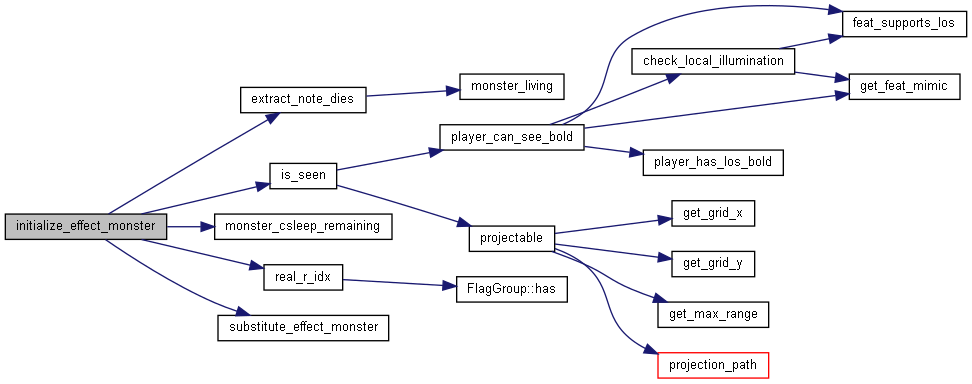 feat_supports_los
check_local_illumination
monster_living
get_feat_mimic
extract_note_dies
player_can_see_bold
player_has_los_bold
is_seen
get_grid_x
initialize_effect_monster
monster_csleep_remaining
projectable
get_grid_y
real_r_idx
FlagGroup::has
get_max_range
substitute_effect_monster
projection_path